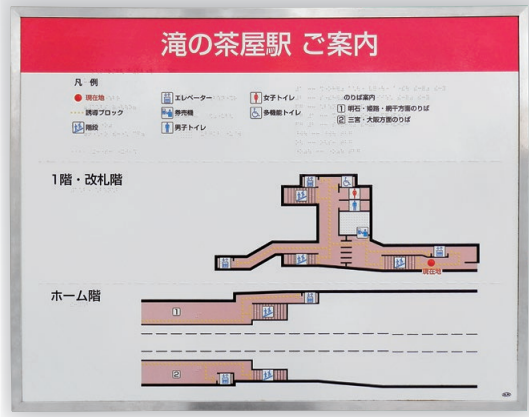 滝の茶屋駅 ご案内
凡 例
現在地
誘導ブロック
階段
エレベーター
券売機
男子トイレ
女子トイレ
多機能トイレ
のりば案内
1 明石・姫路・網干方面のりば
2 三宮・大阪方面のりば
1階・改札階
現在地
ホーム階
1
2